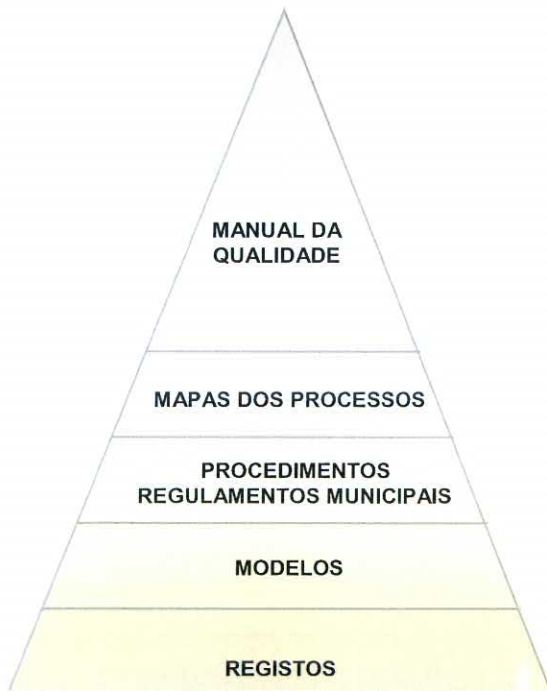 MANUAL DA
QUALIDADE
MAPAS DOS PROCESSOS
PROCEDIMENTOS
REGULAMENTOS MUNICIPAIS
MODELOS
REGISTOS